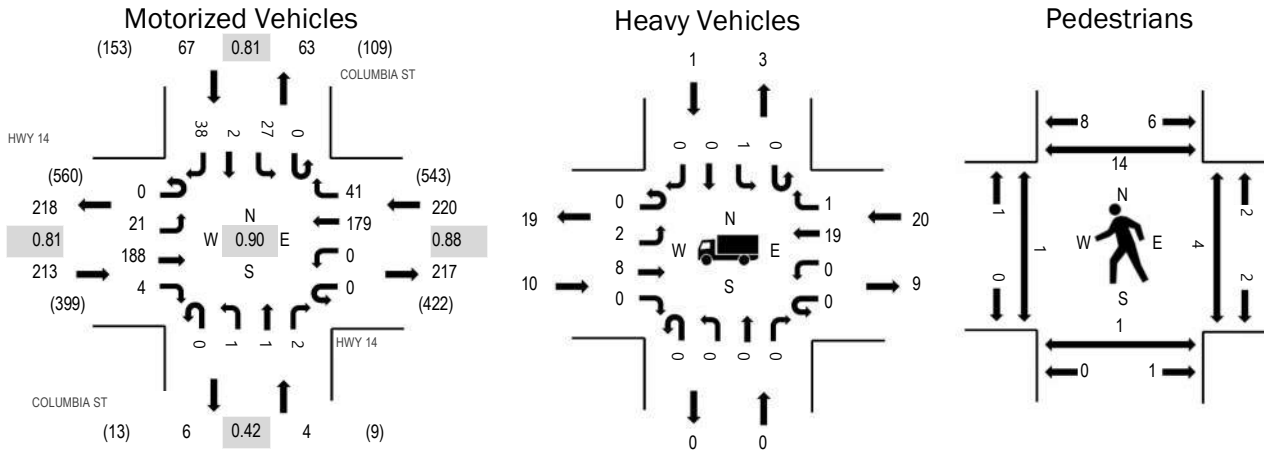 Motorized Vehicles
(153) 67 0.81 63 (109)
COLUMBIA ST
HWY 14
38 2 27 0
(560) 0 41 (543)
218 21 179 220
N
0.81 W 0.90 E 0.88
S
213 188 0 217
(399) 4 0 (422)
0 1 1 2
HWY 14
COLUMBIA ST
(13) 6 0.42 4 (9)
Heavy Vehicles
1 3
0 0 1 0
0 1
19 2 19 20
N
W E
S
10 8 0 9
0 0
0 0 0 0
0 0
Pedestrians
8 6
14
N
1 1 W E 4 2
S
0 2
1
0 1